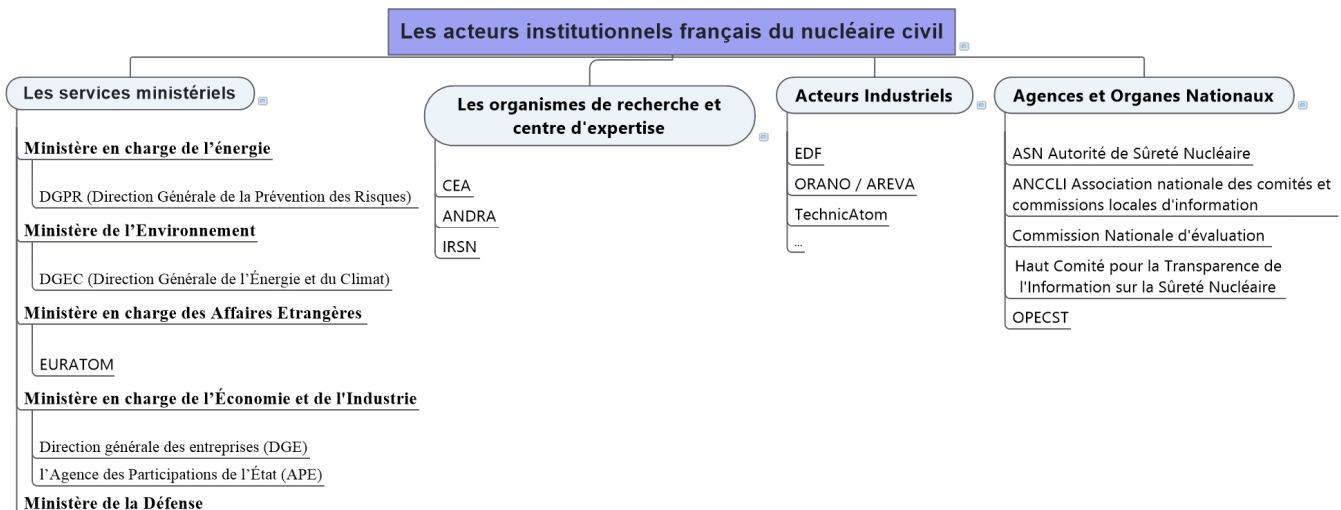 Les acteurs institutionnels français du nucléaire civil
Les services ministériels
Ministère en charge de l’énergie
DGPR (Direction Générale de la Prévention des Risques)
Ministère de l’Environnement
DGEC (Direction Générale de l’Énergie et du Climat)
Ministère en charge des Affaires Etrangères
EURATOM
Ministère en charge de l’Économie et de l'Industrie
Direction générale des entreprises (DGE)
l’Agence des Participations de l’État (APE)
Ministère de la Défense
Les organismes de recherche et
centre d'expertise
CEA
ANDRA
IRSN
Acteurs Industriels
EDF
ORANO / AREVA
TechnicAtom
...
Agences et Organes Nationaux
ASN Autorité de Sûreté Nucléaire
ANCCLI Association nationale des comités et
commissions locales d'information
Commission Nationale d'évaluation
Haut Comité pour la Transparence de
l'Information sur la Sûreté Nucléaire
OPECST